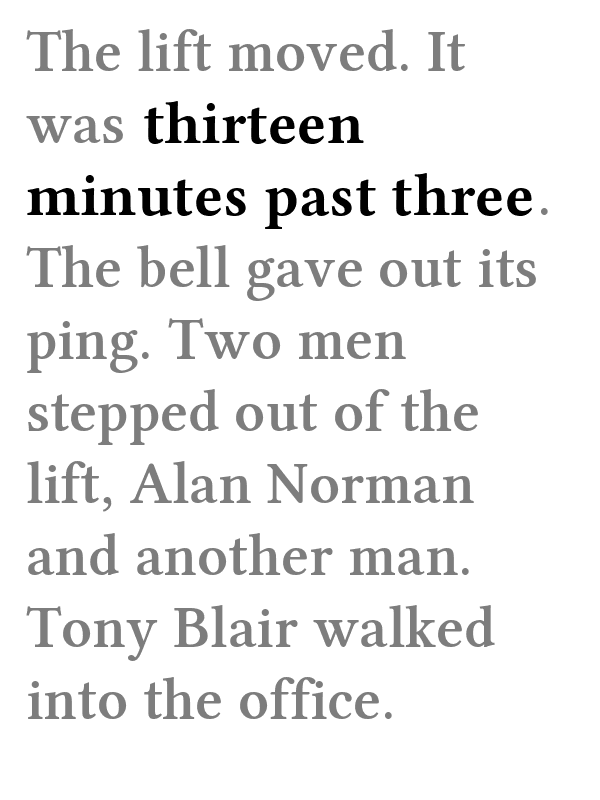 The lift moved. It
was thirteen
minutes past three.
The bell gave out its
ping. Two men
stepped out of the
lift, Alan Norman
and another man.
Tony Blair walked
into the office.